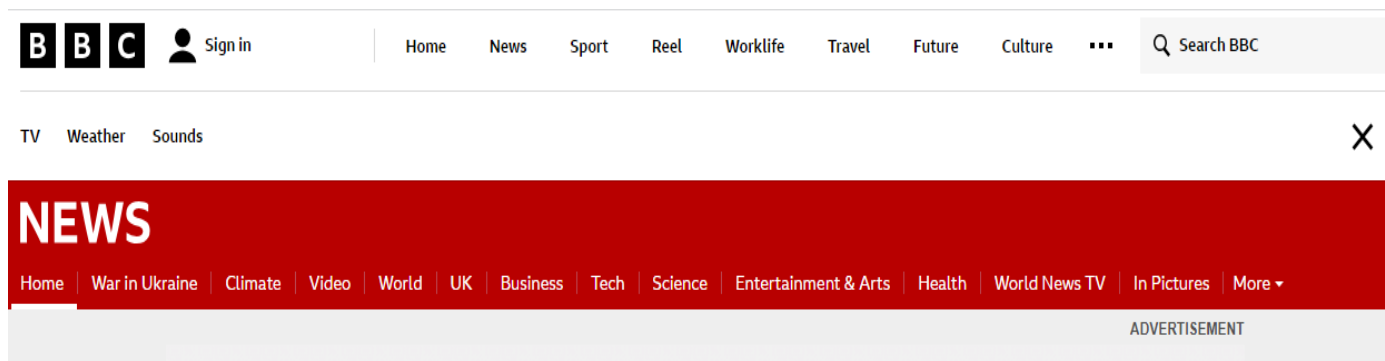 BBC Sign in Home News Sport Reel Worklife Travel Future Culture ... Search BBC
TV Weather Sounds
NEWS
Home War in Ukraine Climate Video World UK Business Tech Science Entertainment & Arts Health World News TV In Pictures More
ADVERTISEMENT